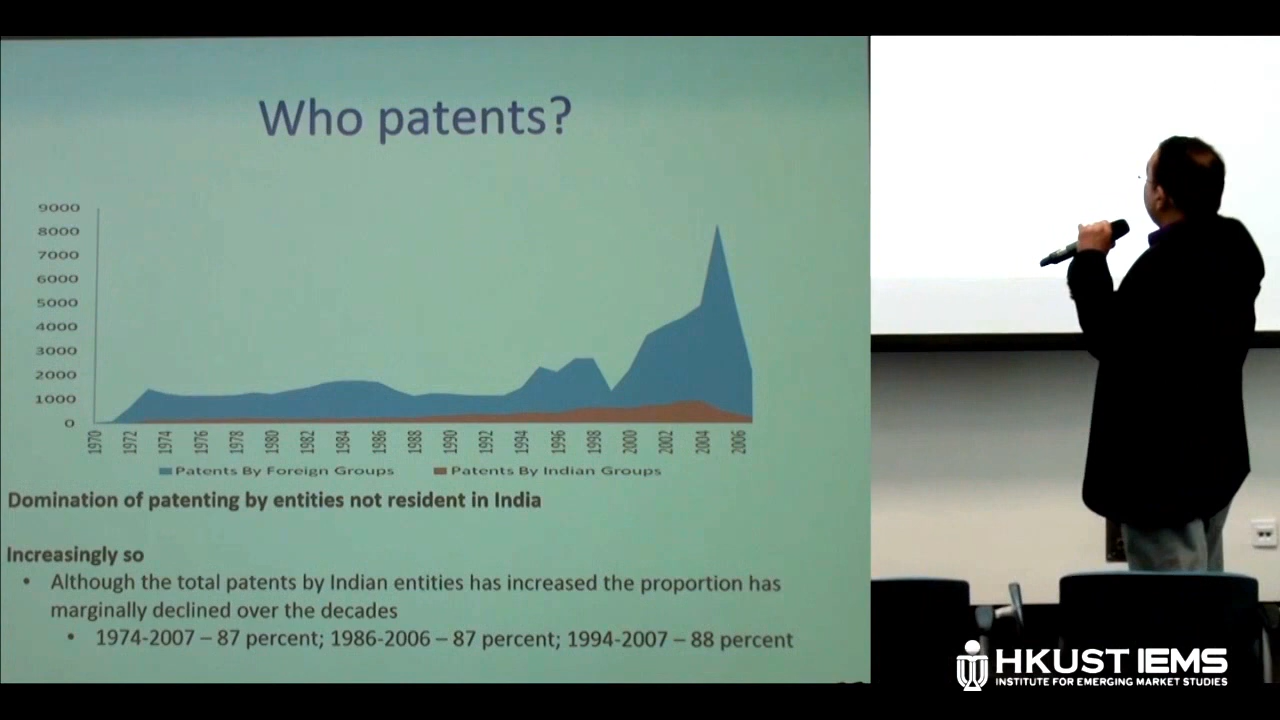 Who patents?
9000
8000
7000
6000
5000
4000
3000
2000
1000
0
1970 1972 1974 1976 1978 1980 1982 1984 1986 1988 1990 1992 1994 1996 1998 2000 2002 2004 2006
Patents By Foreign Groups Patents By Indian Groups
Domination of patenting by entities not resident in India
Increasingly so
• Although the total patents by Indian entities has increased the proportion has
marginally declined over the decades
• 1974-2007 – 87 percent; 1986-2006 – 87 percent; 1994-2007 – 88 percent
HKUST IEMS
INSTITUTE FOR EMERGING MARKET STUDIES